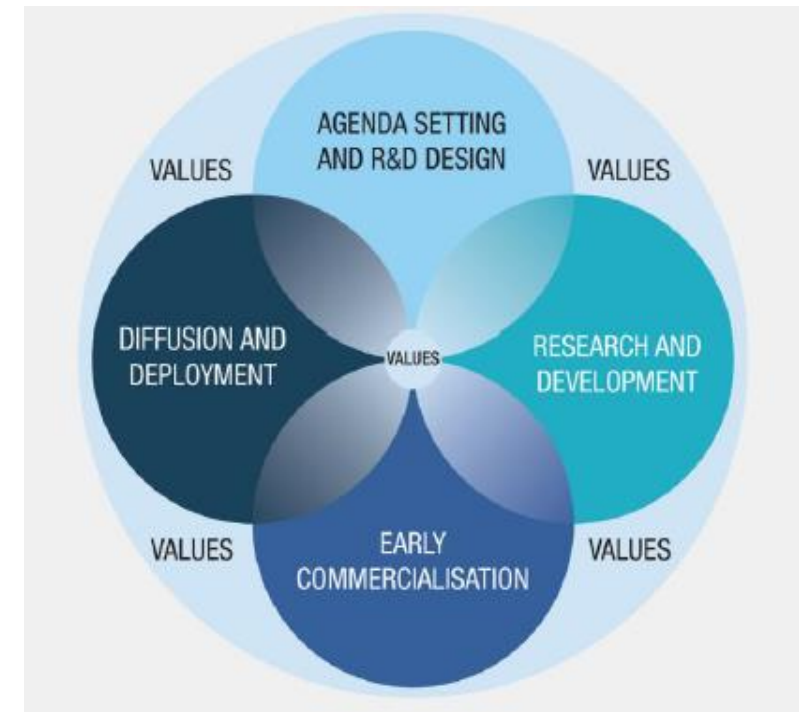 AGENDA SETTING
AND R&D DESIGN
VALUES
VALUES
DIFFUSION AND
DEPLOYMENT
VALUES
RESEARCH AND
DEVELOPMENT
VALUES
EARLY
COMMERCIALISATION
VALUES